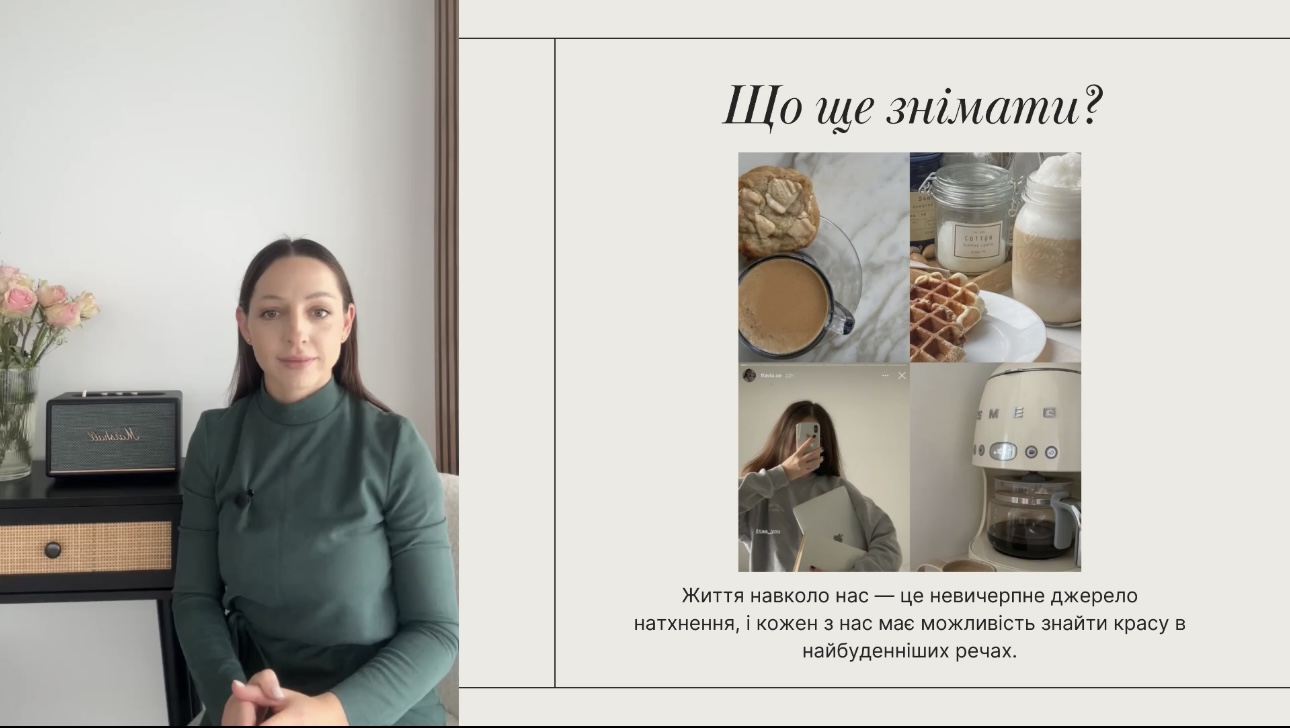 Що ще знімати?
Marshall
COTTON
SMEG
#tws_you
Життя навколо нас — це невичерпне джерело
натхнення, і кожен з нас має можливість знайти красу в
найбуденніших речах.